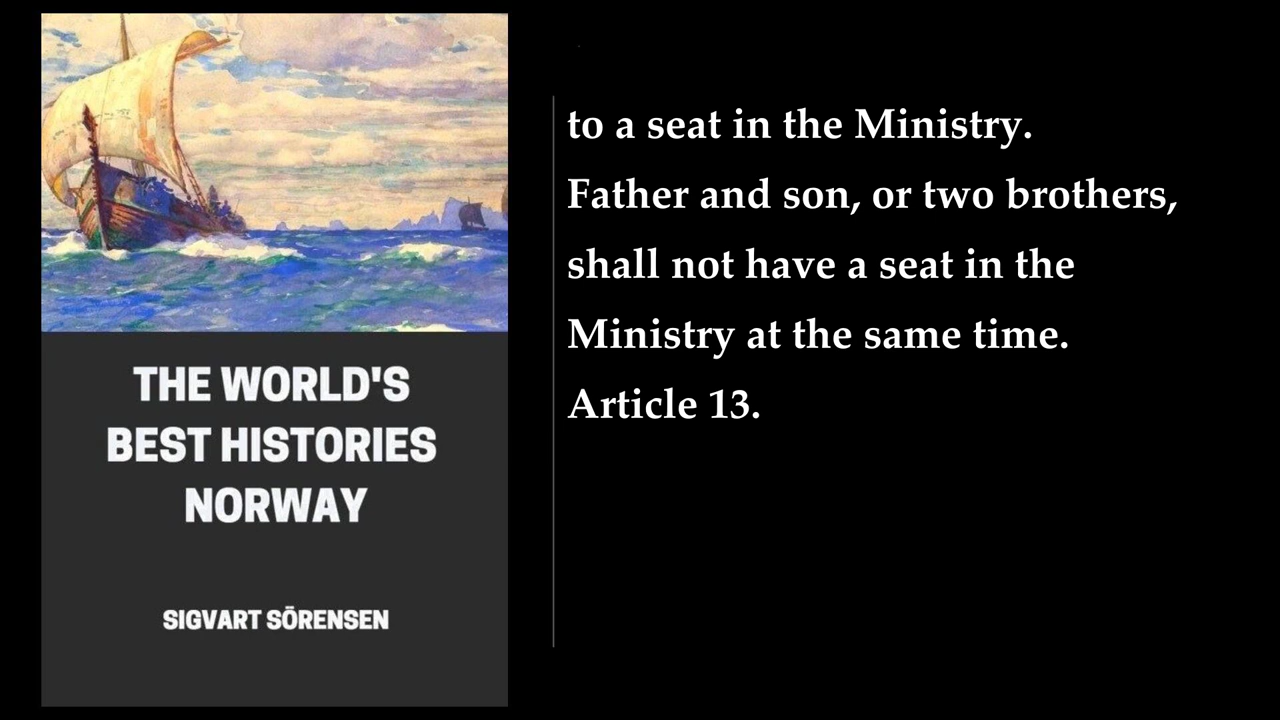 THE WORLD'S
BEST HISTORIES
NORWAY
SIGVART SÖRENSEN
to a seat in the Ministry.
Father and son, or two brothers,
shall not have a seat in the
Ministry at the same time.
Article 13.